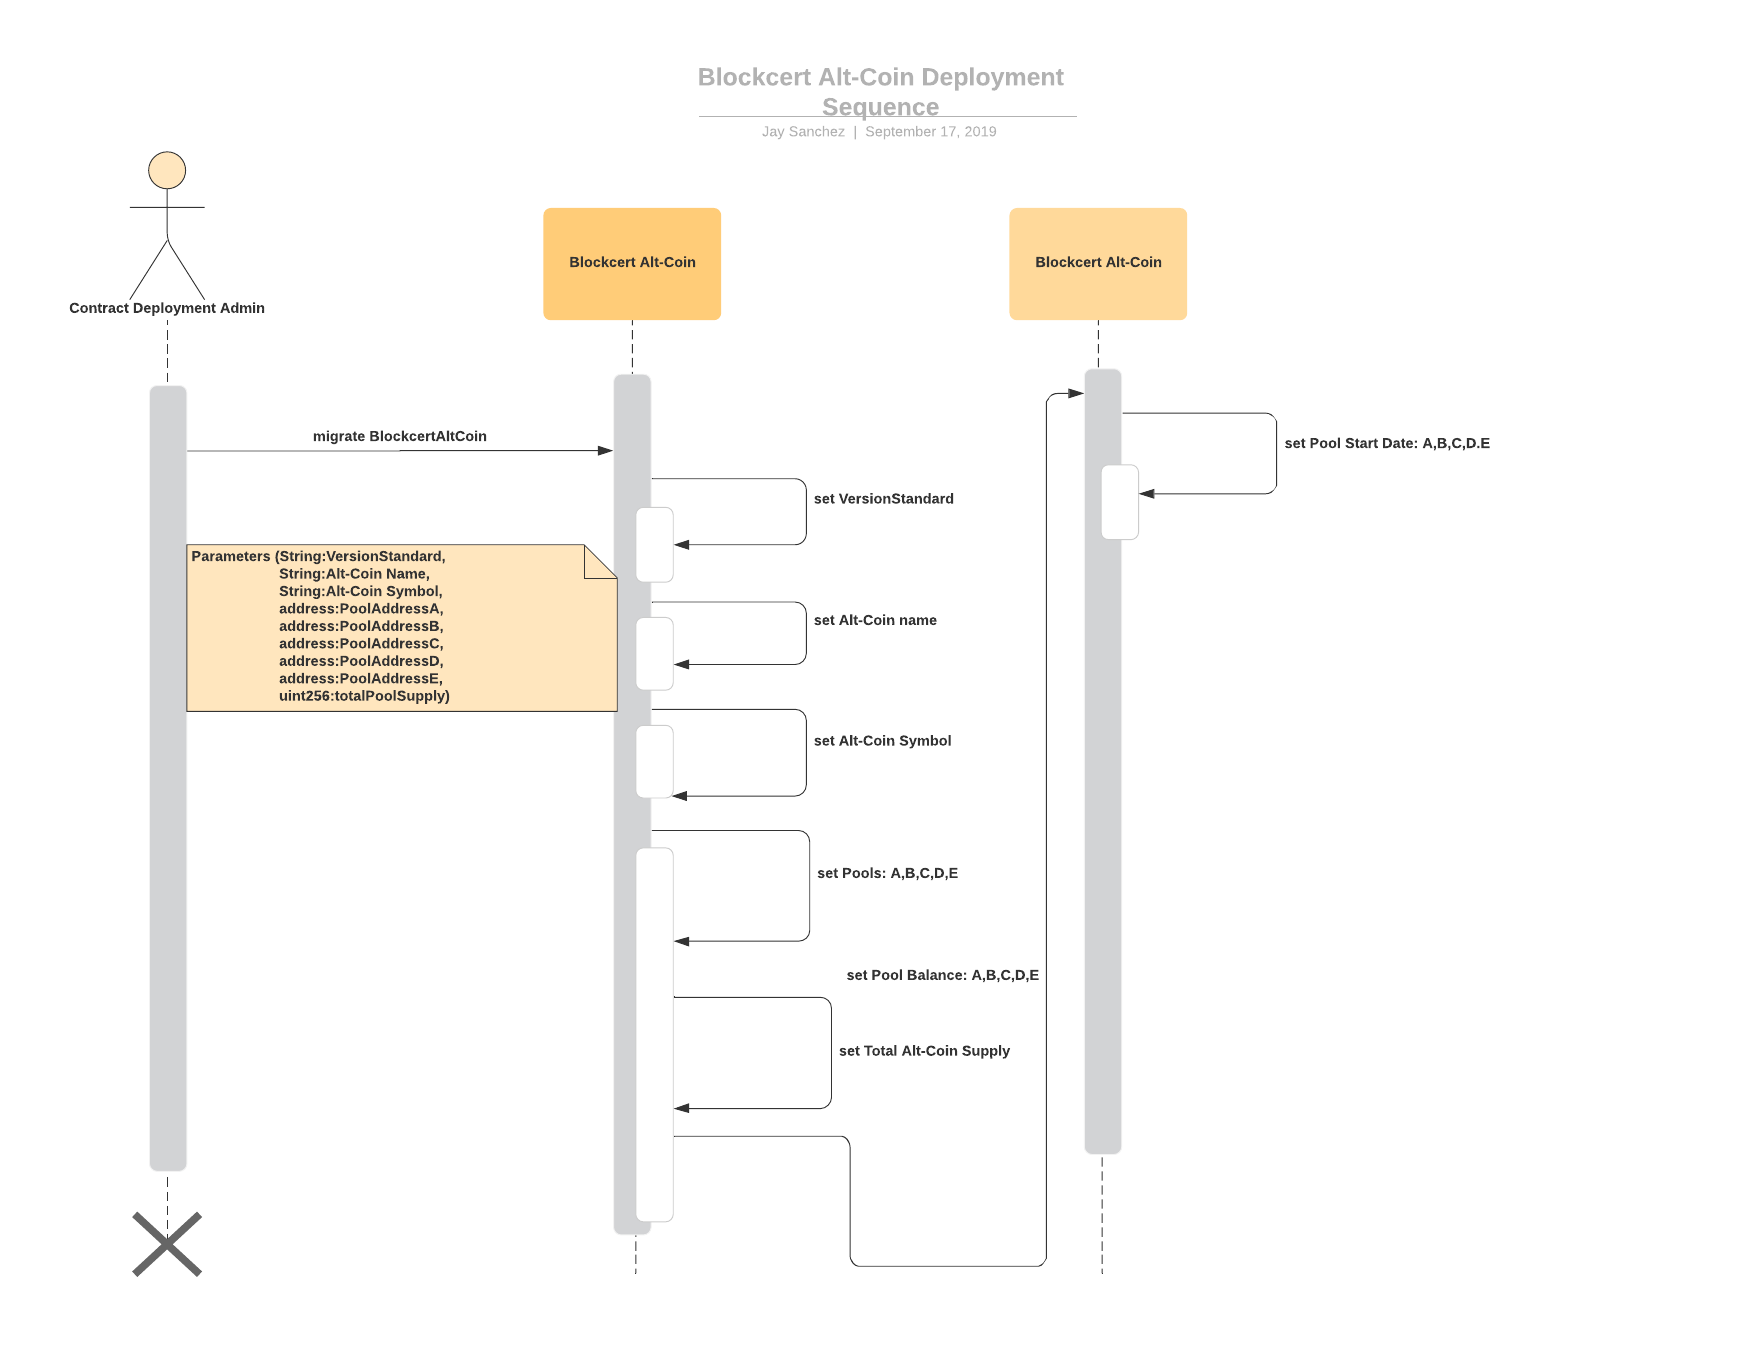 Blockcert Alt-Coin Deployment
Sequence
Jay Sanchez | September 17, 2019
Contract Deployment Admin
Blockcert Alt-Coin
Blockcert Alt-Coin
migrate BlockcertAltCoin
set Pool Start Date: A,B,C,D.E
set VersionStandard
Parameters (String:VersionStandard,
String:Alt-Coin Name,
String:Alt-Coin Symbol,
address:PoolAddressA,
address:PoolAddressB,
address:PoolAddressC,
address:PoolAddressD,
address:PoolAddressE,
uint256:totalPoolSupply)
set Alt-Coin name
set Alt-Coin Symbol
set Pools: A,B,C,D,E
set Pool Balance: A,B,C,D,E
set Total Alt-Coin Supply